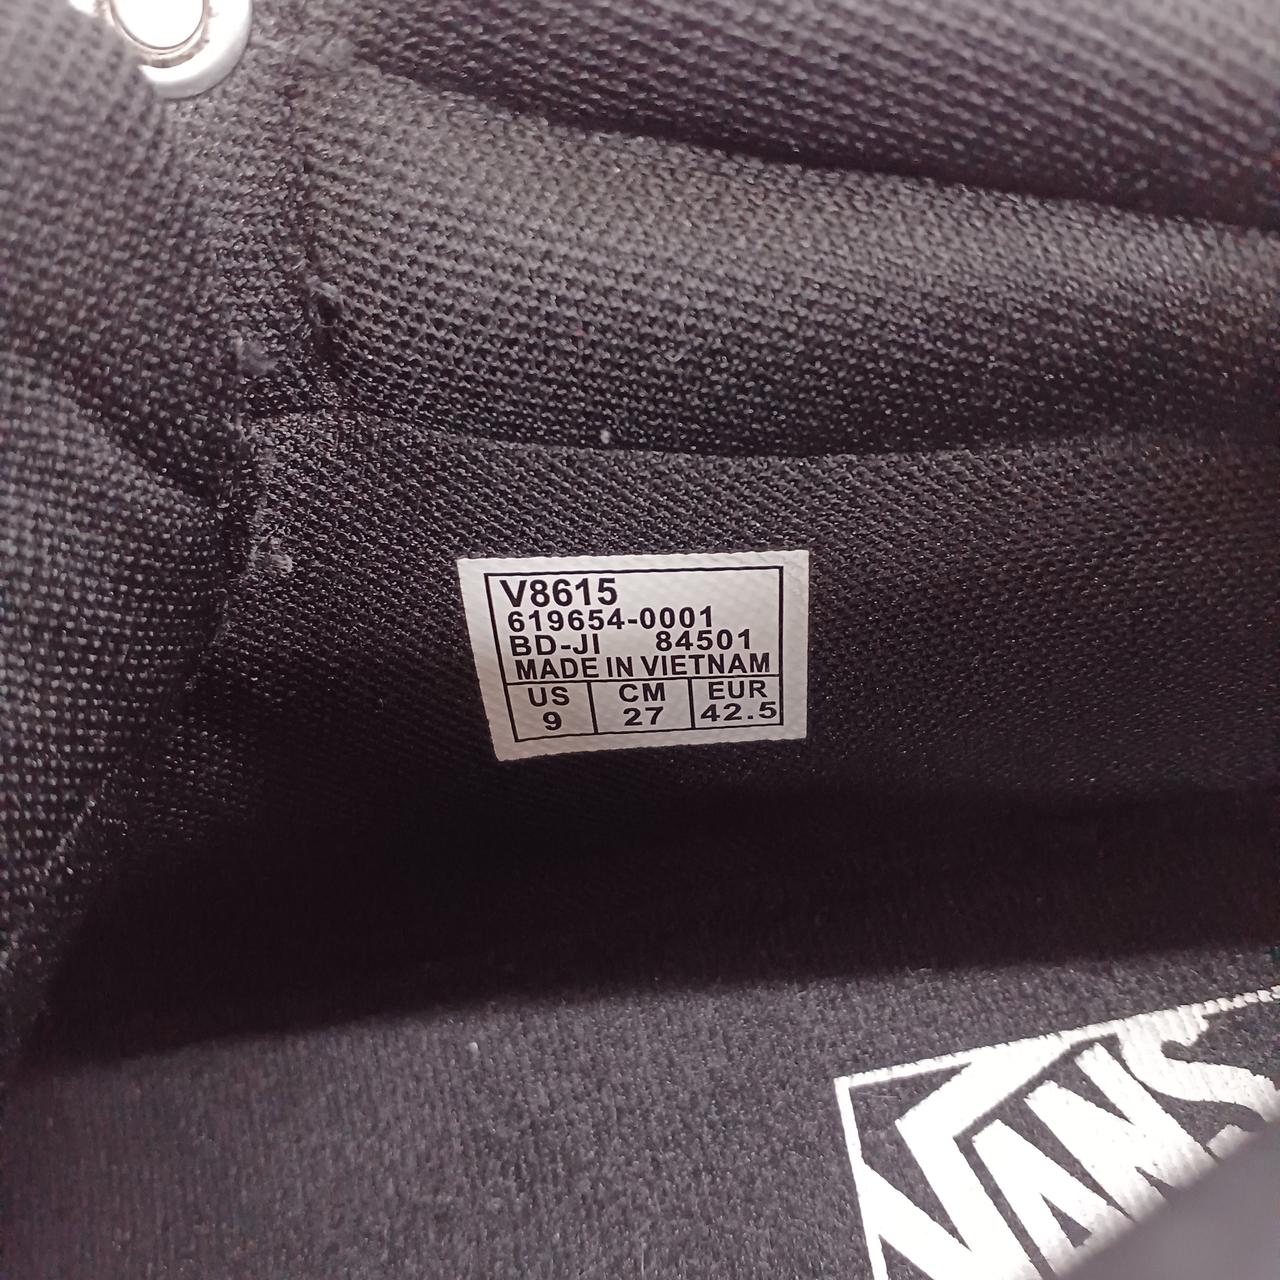 V8615
619654-0001
BD-JI 84501
MADE IN VIETNAM
US CM EUR
9 27 42.5
VANS